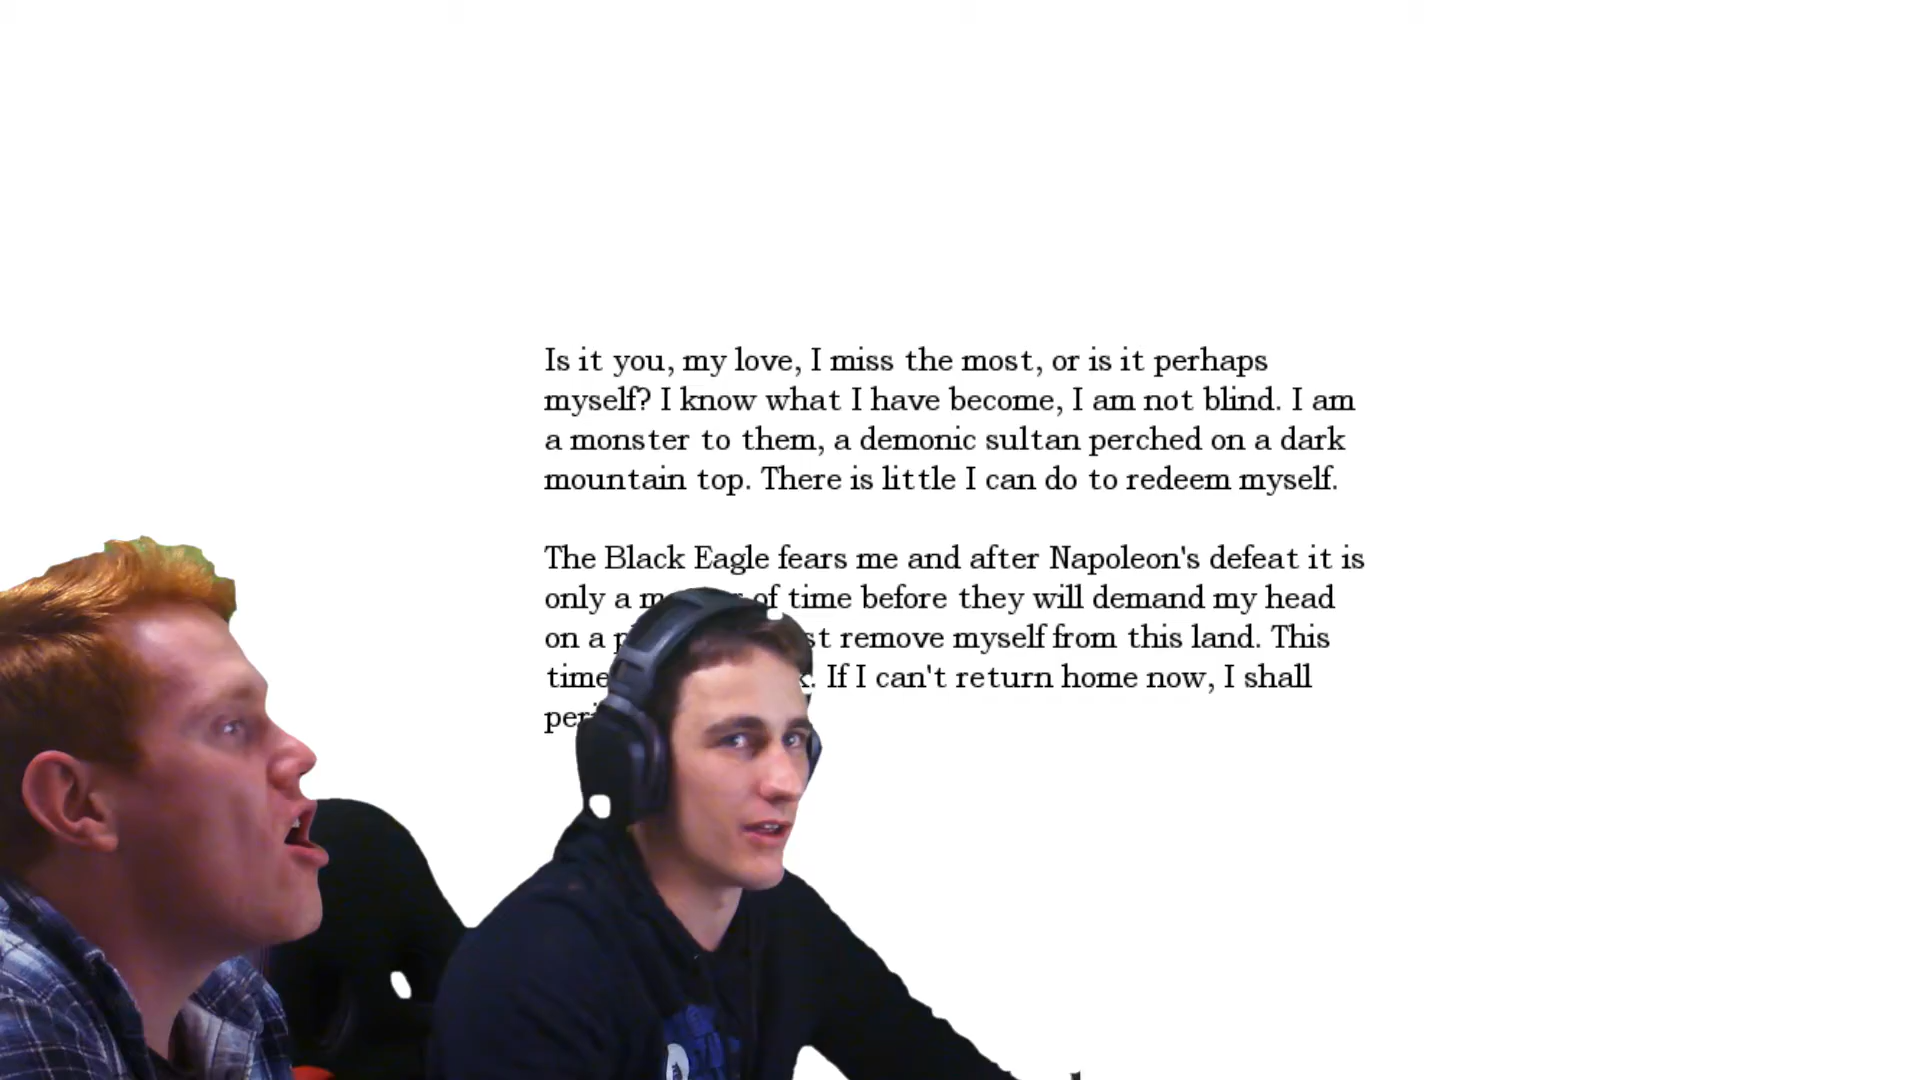 Is it you, my love, I miss the most, or is it perhaps
myself? I know what I have become, I am not blind. I am
a monster to them, a demonic sultan perched on a dark
mountain top. There is little I can do to redeem myself.
The Black Eagle fears me and after Napoleon's defeat it is
only a of time before they will demand my head
on a remove myself from this land. This
time If I can't return home now, I shall